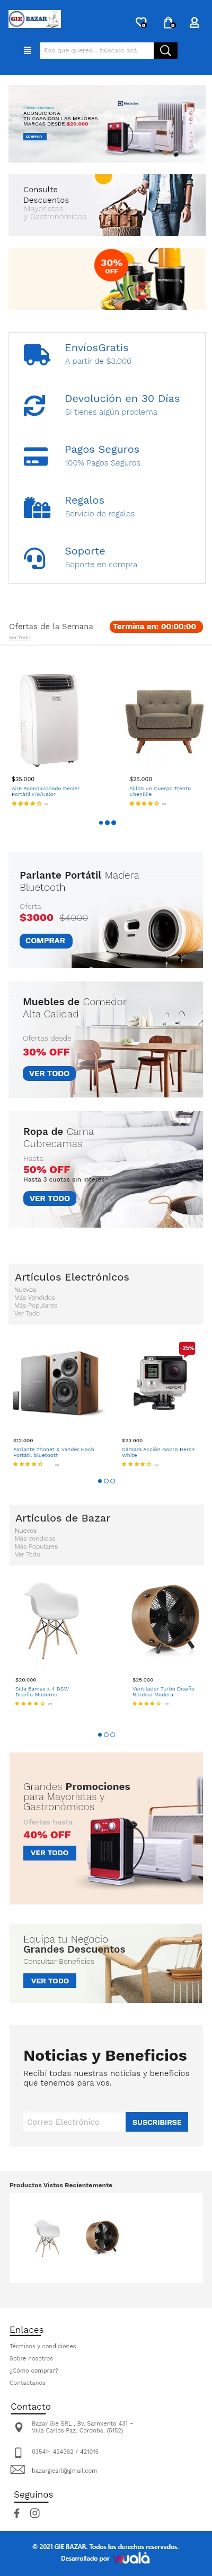 GIE BAZAR
Eso que querés... búscalo acá
Electrolux
Edición Limitada
ACONDICIONÁ
TU CASA CON LAS MEJORES
MARCAS DESDE $20.000
COMPRAR
Consulte
Descuentos
Mayoristas
y Gastronómicos
30%
OFF
EnvíosGratis
A partir de $3.000
Devolución en 30 Días
Si tienes algún problema
Pagos Seguros
100% Pagos Seguros
Regalos
Servicio de regalos
Soporte
Soporte en compra
Ofertas de la Semana
Termina en: 00:00:00
Ver Todo
$35.000
Aire Acondicionado Decler
Portátil Frío/Calor
$25.000
Sillón un Cuerpo Trento
Chenille
Parlante Portátil Madera
Bluetooth
Oferta
$3000 $4000
COMPRAR
Muebles de Comedor
Alta Calidad
Ofertas desde
30% OFF
VER TODO
Ropa de Cama
Cubrecamas
Hasta
50% OFF
Hasta 3 cuotas sin interés*
VER TODO
Artículos Electrónicos
Nuevos
Más Vendidos
Más Populares
Ver Todo
-25%
$12.000
Parlante Thonet & Vander Hoch
Portátil bluetooth
$23.000
Cámara Acción Gopro Hero4
White
Artículos de Bazar
Nuevos
Más Vendidos
Más Populares
Ver Todo
$20.000
Silla Eames x 4 DSW
Diseño Moderno
$25.000
Ventilador Turbo Diseño
Nórdico Madera
Grandes Promociones
para Mayoristas y
Gastronómicos
Ofertas hasta
40% OFF
VER TODO
Equipa tu Negocio
Grandes Descuentos
Consultar Beneficios
VER TODO
Noticias y Beneficios
Recibí todas nuestras noticias y beneficios
que tenemos para vos.
Correo Electrónico
SUSCRIBIRSE
Productos Vistos Recientemente
Enlaces
Términos y condiciones
Sobre nosotros
¿Cómo comprar?
Contactanos
Contacto
Bazar Gie SRL , Bv. Sarmiento 431 –
Villa Carlos Paz. Cordoba. (5152)
03541- 424362 / 421015
bazargiesrl@gmail.com
Seguinos
© 2021 GIE BAZAR. Todos los derechos reservados.
Desarrollado por wualá